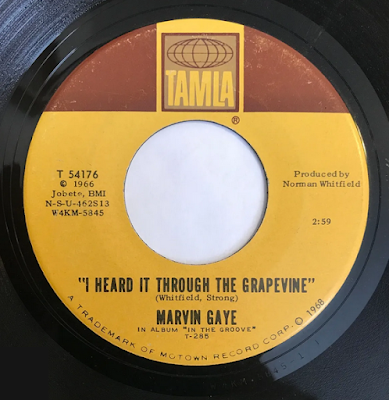 TAMLA
®
T 54176
© 1966
Jobete, BMI
N-S-U-462S13
W4KM-5845
Produced by
Norman Whitfield
2:59
"I HEARD IT THROUGH THE GRAPEVINE"
(Whitfield, Strong)
MARVIN GAYE
IN ALBUM "IN THE GROOVE"
T-285
A TRADEMARK OF MOTOWN RECORD CORP. © 1968